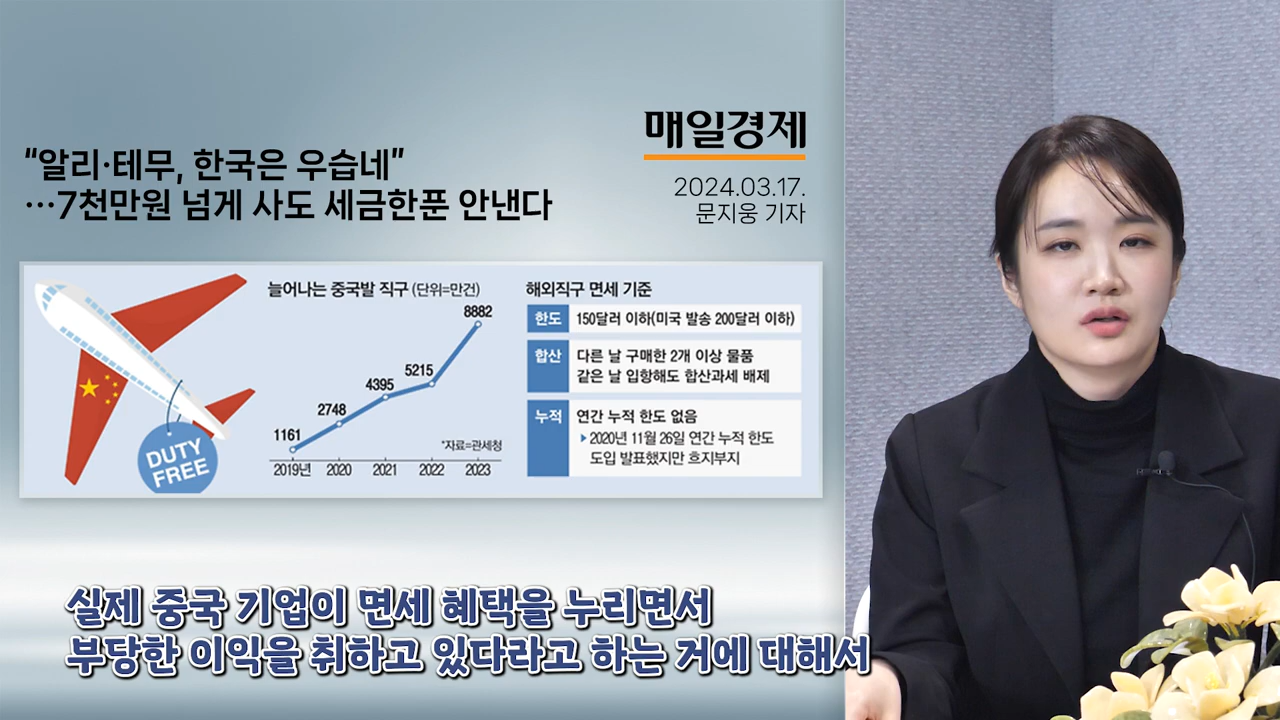 매일경제
2024.03.17.
문지웅 기자
“알리·테무, 한국은 우습네”
…7천만원 넘게 사도 세금한푼 안낸다
늘어나는 중국발 직구 (단위=만건)
8882
5215
4395
2748
1161
*자료=관세청
2019년 2020 2021 2022 2023
DUTY
FREE
해외직구 면세 기준
한도 150달러 이하(미국 발송 200달러 이하)
합산 다른 날 구매한 2개 이상 물품
같은 날 입항해도 합산과세 배제
누적 연간 누적 한도 없음
▶2020년 11월 26일 연간 누적 한도
도입 발표했지만 흐지부지
실제 중국 기업이 면세 혜택을 누리면서
부당한 이익을 취하고 있다라고 하는 거에 대해서